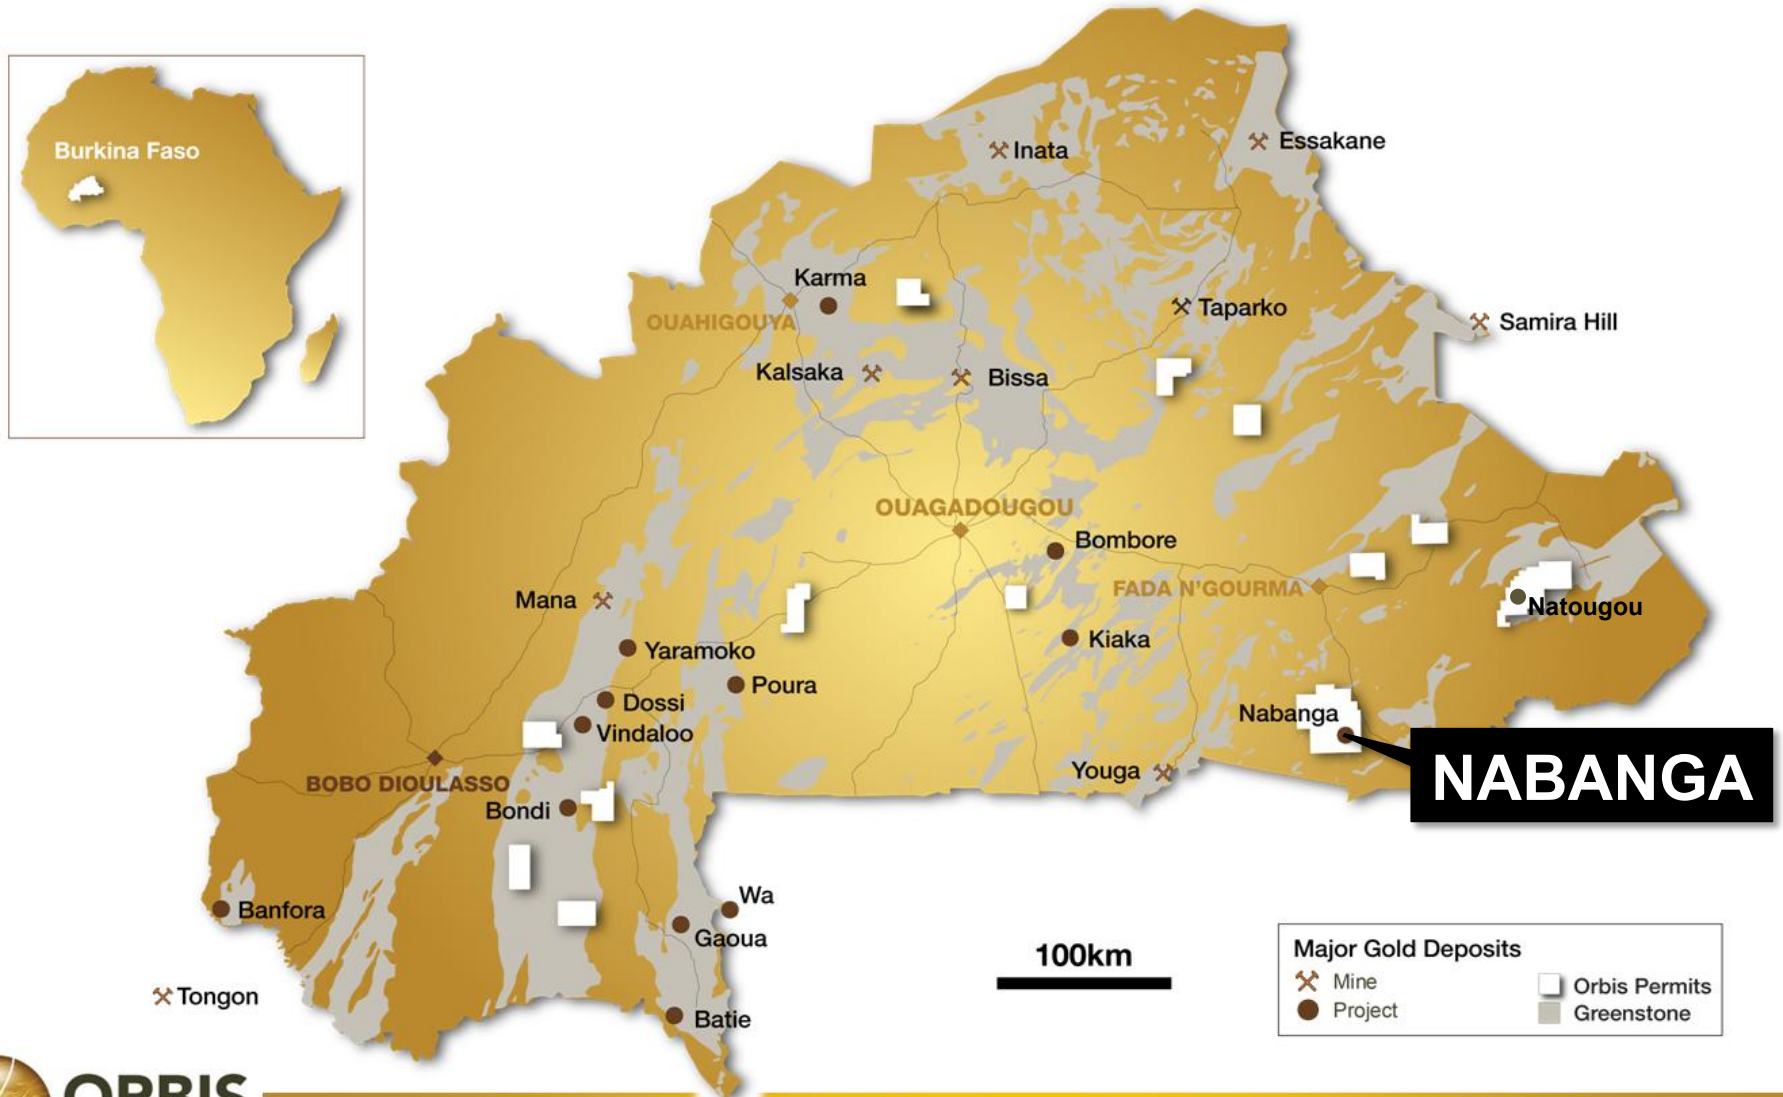 Burkina Faso
Inata
Essakane
Karma
OUAHIGOUYA
Taparko
Samira Hill
Kalsaka
Bissa
OUAGADOUGOU
Bombore
FADA N'GOURMA
Natougou
Mana
Yaramoko
Kiaka
Poura
Dossi
Vindaloo
Nabanga
NABANGA
Youga
BOBO DIOULASSO
Bondi
Banfora
Wa
Gaoua
Tongon
Batie
100km
Major Gold Deposits
Mine
Project
Orbis Permits
Greenstone
ORBIS